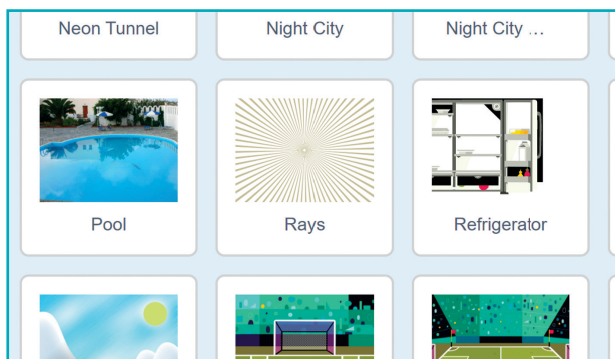 Neon Tunnel
Night City
Night City ...
Pool
Rays
Refrigerator